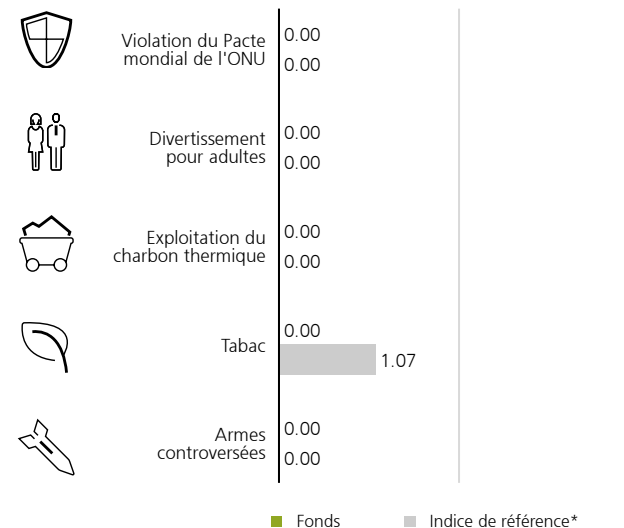 Violation du Pacte
mondial de l'ONU
0.00
0.00
Divertissement
pour adultes
0.00
0.00
Exploitation du
charbon thermique
0.00
0.00
Tabac
0.00
1.07
Armes
controversées
0.00
0.00
Fonds
Indice de référence*